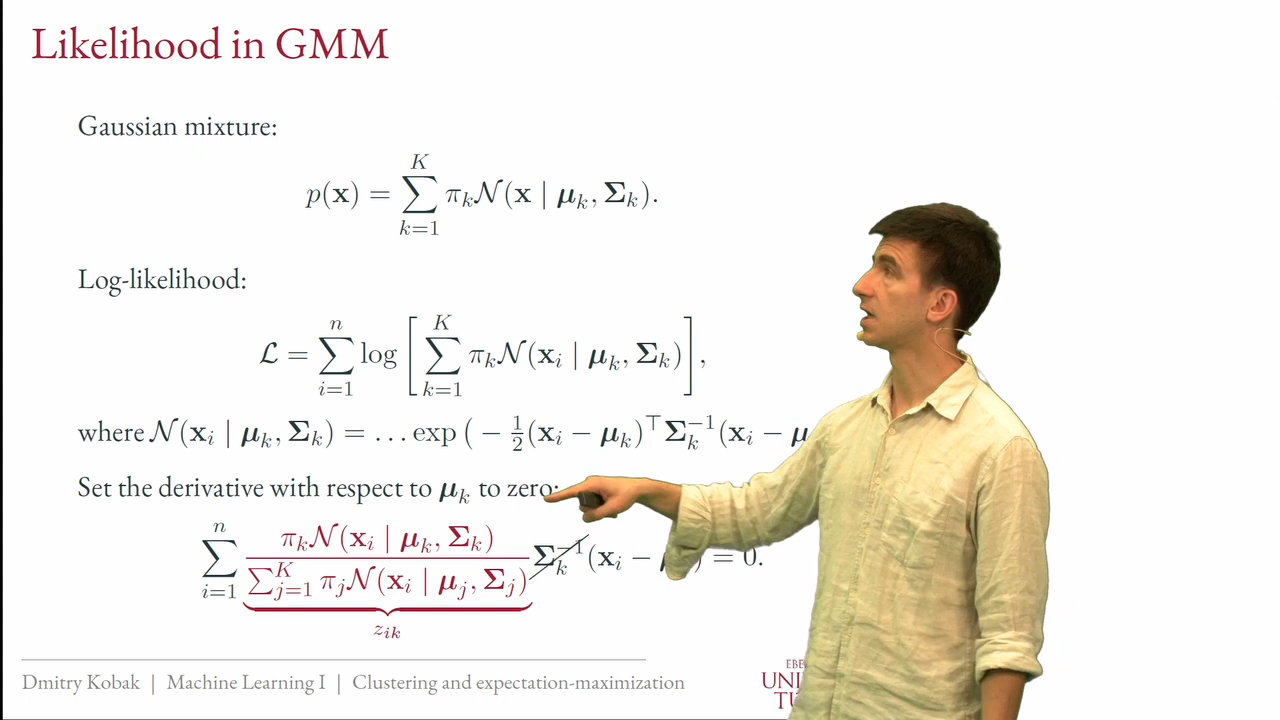 Likelihood in GMM
Gaussian mixture:
p(x) = ∑_{k=1}^{K} π_k 𝒩(x | μ_k, Σ_k).
Log-likelihood:
ℒ = ∑_{i=1}^{n} log [ ∑_{k=1}^{K} π_k 𝒩(x_i | μ_k, Σ_k) ],
where 𝒩(x_i | μ_k, Σ_k) = … exp ( − ½(x_i − μ_k)^⊤ Σ_k^{−1}(x_i − μ
Set the derivative with respect to μ_k to zero:
∑_{i=1}^{n} π_k 𝒩(x_i | μ_k, Σ_k) / ∑_{j=1}^{K} π_j 𝒩(x_i | μ_j, Σ_j) Σ_k^{−1}(x_i − ) = 0.
z_{ik}
Dmitry Kobak | Machine Learning I | Clustering and expectation-maximization